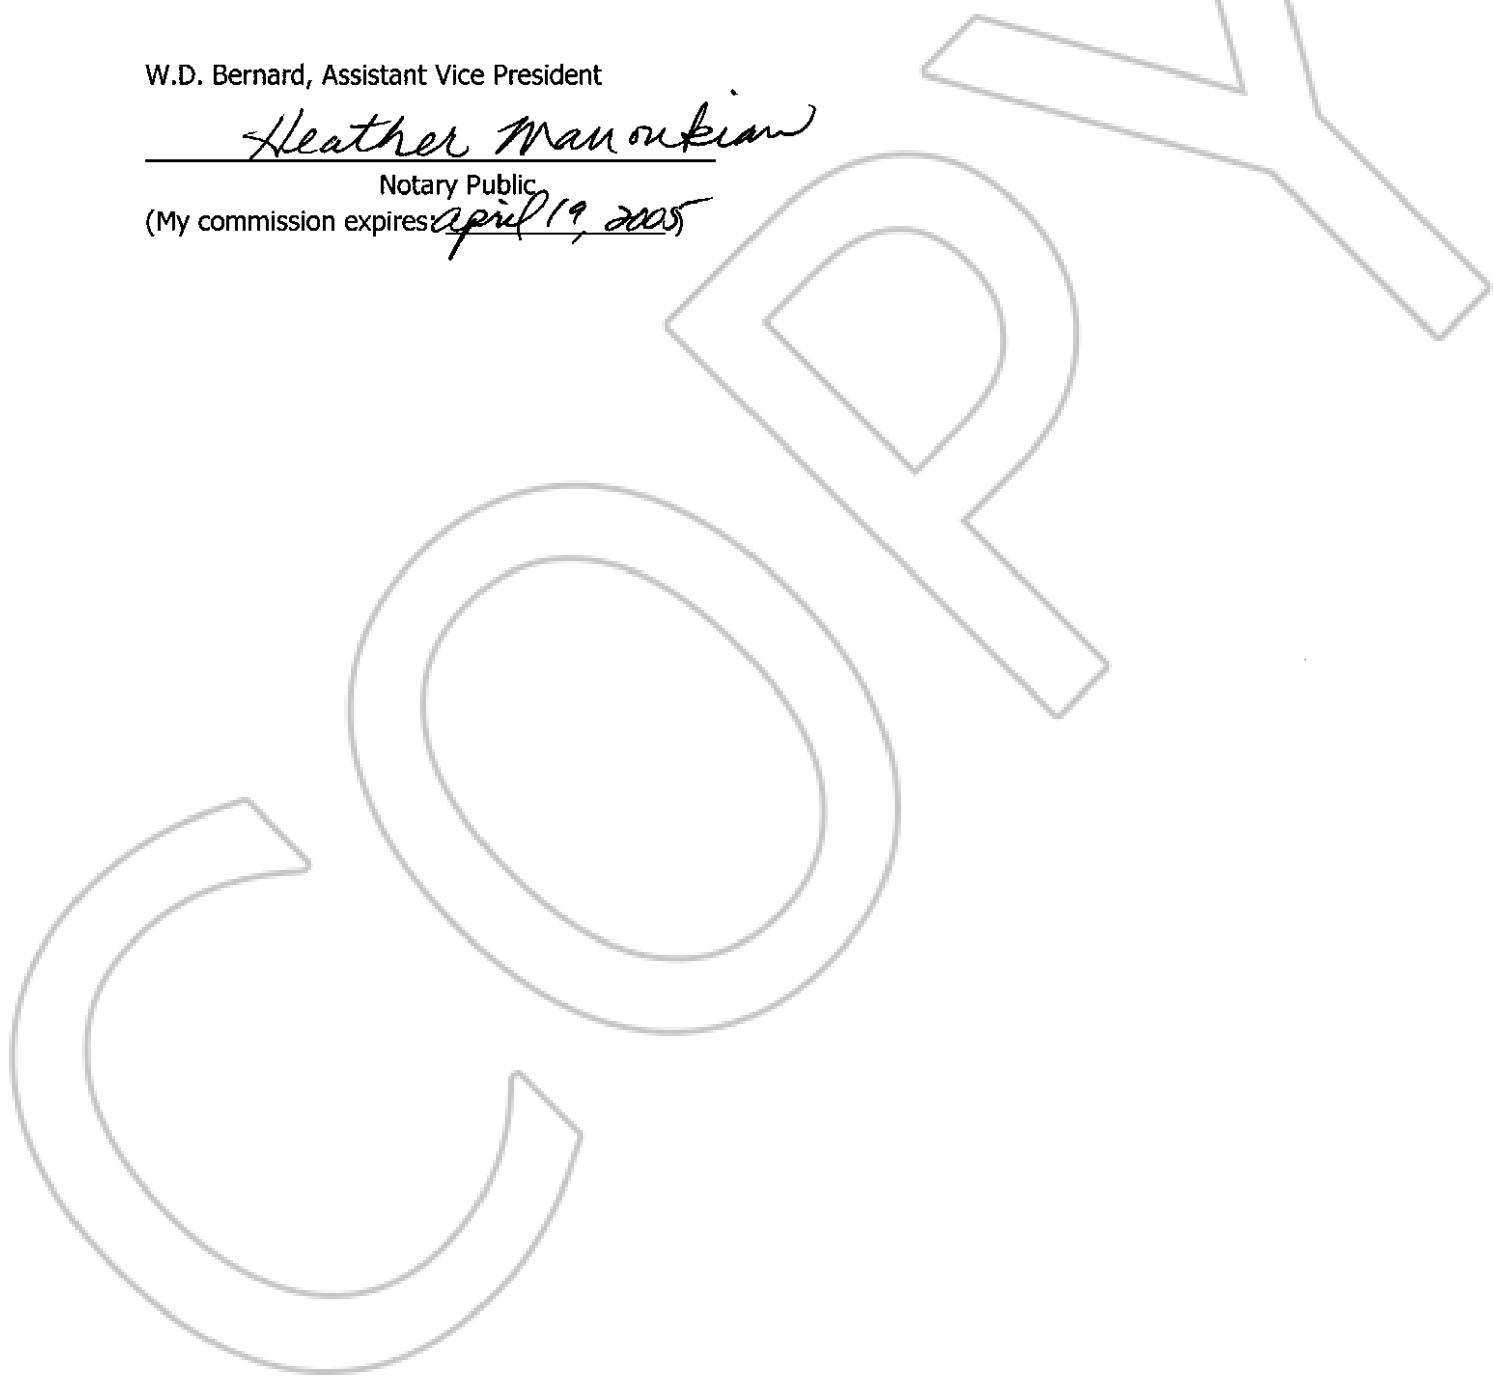 W.D. Bernard, Assistant Vice President
Heather Manoukian
Notary Public
(My commission expires: april 19, 2005)
COPY